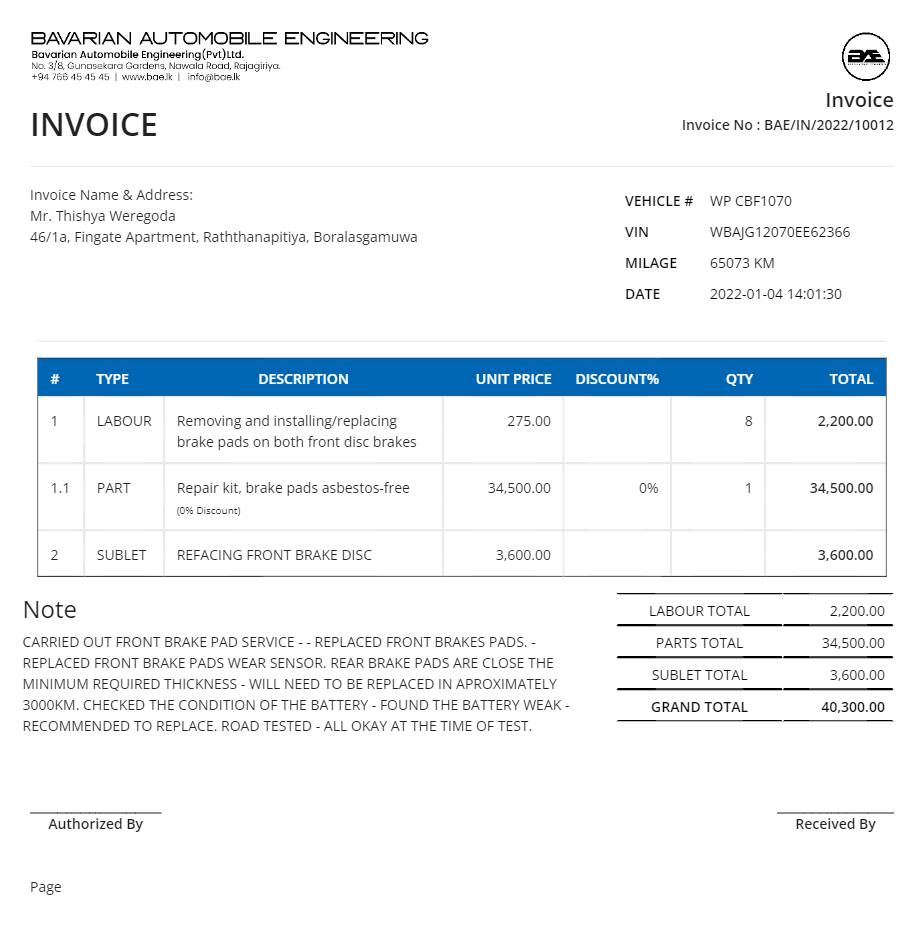 BAVARIAN AUTOMOBILE ENGINEERING
Bavarian Automobile Engineering(Pvt)Ltd.
No. 3/8, Gunasekara Gardens, Nawala Road, Rajagiriya.
+94 766 45 45 45 | www.bae.lk | info@bae.lk
BAE
Invoice
INVOICE
Invoice No : BAE/IN/2022/10012
Invoice Name & Address:
Mr. Thishya Weregoda
46/1a, Fingate Apartment, Raththanapitiya, Boralasgamuwa
VEHICLE # WP CBF1070
VIN WBAJG12070EE62366
MILAGE 65073 KM
DATE 2022-01-04 14:01:30
# TYPE DESCRIPTION UNIT PRICE DISCOUNT% QTY TOTAL
1 LABOUR Removing and installing/replacing 275.00 8 2,200.00
brake pads on both front disc brakes
1.1 PART Repair kit, brake pads asbestos-free 34,500.00 0% 1 34,500.00
(0% Discount)
2 SUBLET REFACING FRONT BRAKE DISC 3,600.00 3,600.00
Note
CARRIED OUT FRONT BRAKE PAD SERVICE - - REPLACED FRONT BRAKES PADS. -
REPLACED FRONT BRAKE PADS WEAR SENSOR. REAR BRAKE PADS ARE CLOSE THE
MINIMUM REQUIRED THICKNESS - WILL NEED TO BE REPLACED IN APROXIMATELY
3000KM. CHECKED THE CONDITION OF THE BATTERY - FOUND THE BATTERY WEAK -
RECOMMENDED TO REPLACE. ROAD TESTED - ALL OKAY AT THE TIME OF TEST.
LABOUR TOTAL 2,200.00
PARTS TOTAL 34,500.00
SUBLET TOTAL 3,600.00
GRAND TOTAL 40,300.00
Authorized By
Received By
Page